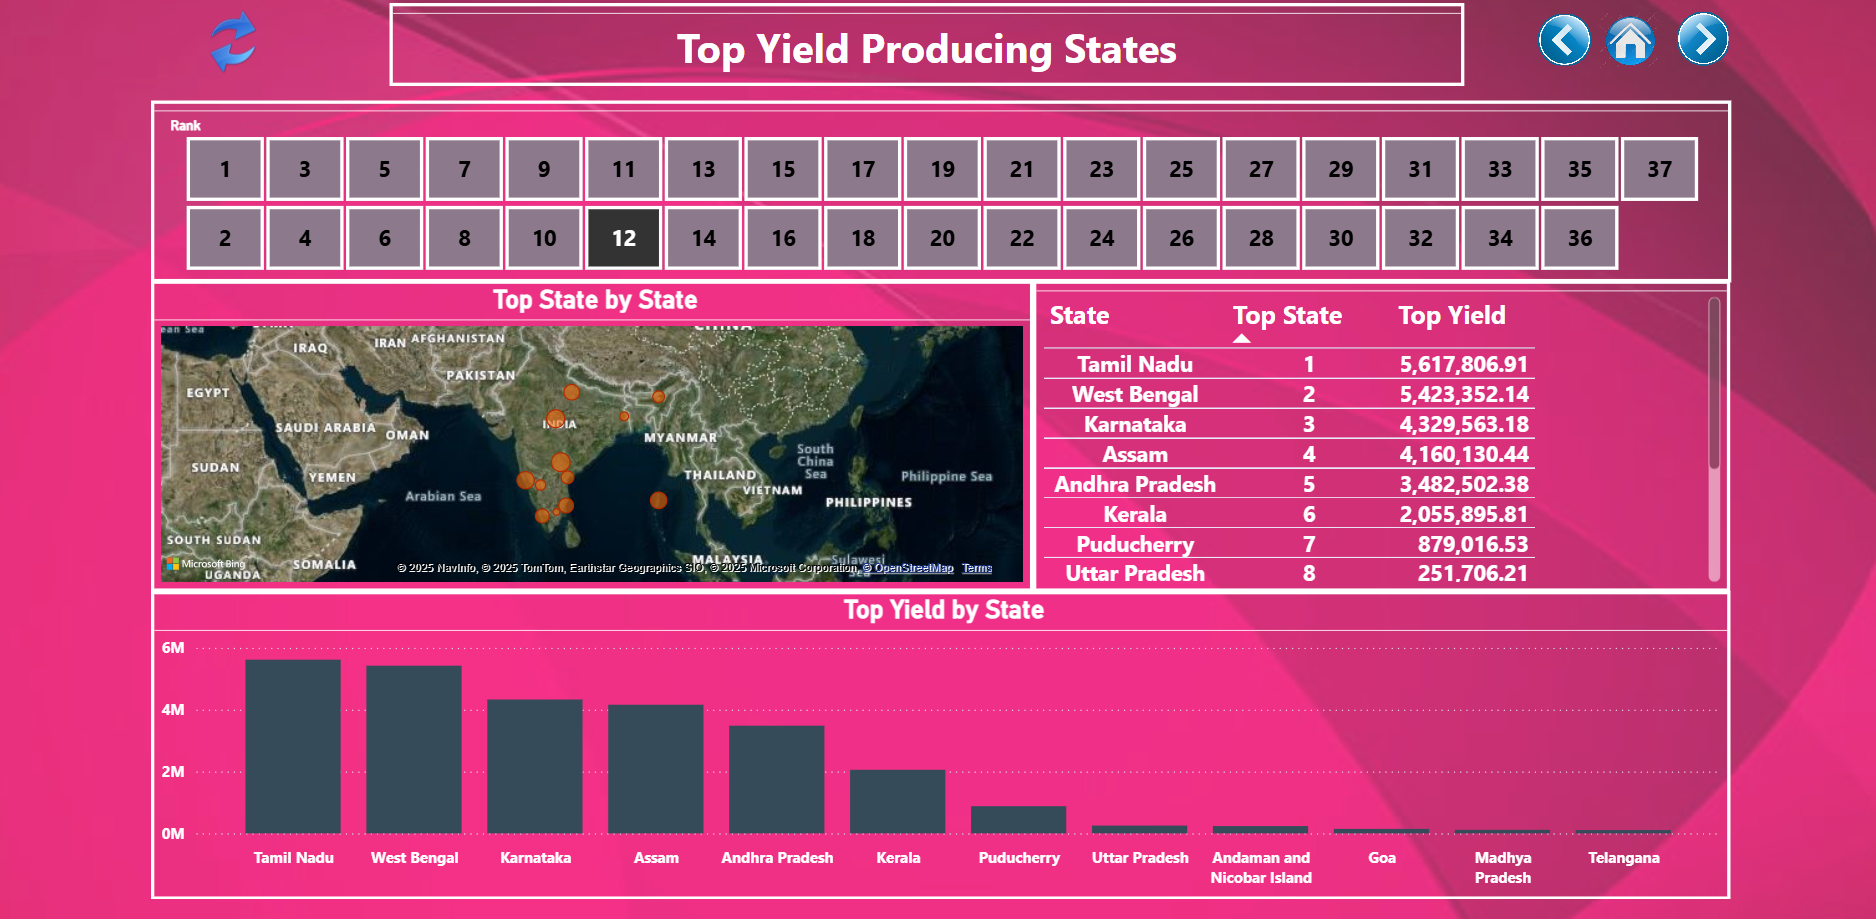 Top Yield Producing States
Rank
1 3 5 7 9 11 13 15 17 19 21 23 25 27 29 31 33 35 37
2 4 6 8 10 12 14 16 18 20 22 24 26 28 30 32 34 36
Top State by State
ean Sea
CHINA
IRAQ
IRAN
AFGHANISTAN
PAKISTAN
EGYPT
SAUDI ARABIA
OMAN
INDIA
MYANMAR
SUDAN
YEMEN
Arabian Sea
THAILAND
VIETNAM
South
China
Sea
Philippine Sea
PHILIPPINES
SOUTH SUDAN
SOMALIA
UGANDA
MALAYSIA
Sulawesi
Sea
Microsoft Bing
© 2025 NavInfo, © 2025 TomTom, Earthstar Geographics SIO, © 2025 Microsoft Corporation, © OpenStreetMap Terms
State Top State Top Yield
Tamil Nadu 1 5,617,806.91
West Bengal 2 5,423,352.14
Karnataka 3 4,329,563.18
Assam 4 4,160,130.44
Andhra Pradesh 5 3,482,502.38
Kerala 6 2,055,895.81
Puducherry 7 879,016.53
Uttar Pradesh 8 251,706.21
Top Yield by State
6M
4M
2M
0M
Tamil Nadu West Bengal Karnataka Assam Andhra Pradesh Kerala Puducherry Uttar Pradesh Andaman and Goa Madhya Telangana
Nicobar Island Pradesh